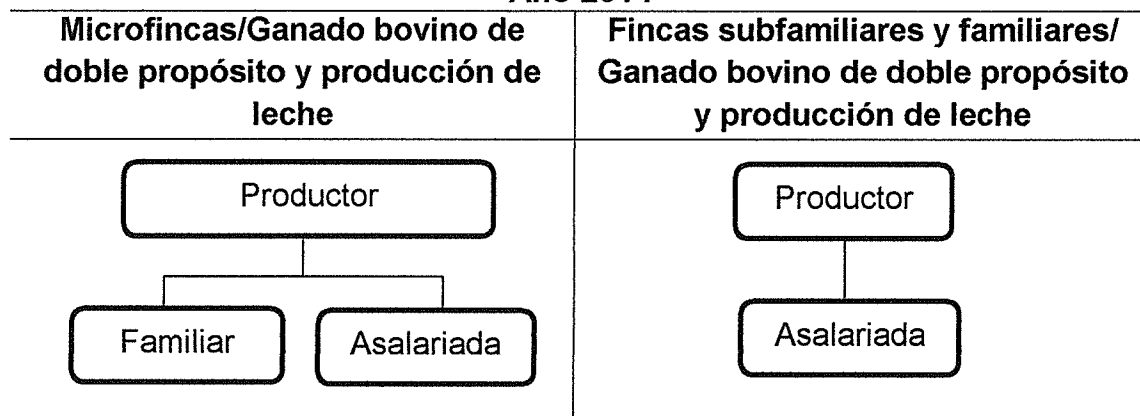 Microfincas/Ganado bovino de
doble propósito y producción de
leche
Fincas subfamiliares y familiares/
Ganado bovino de doble propósito
y producción de leche
Productor
Familiar
Asalariada
Productor
Asalariada